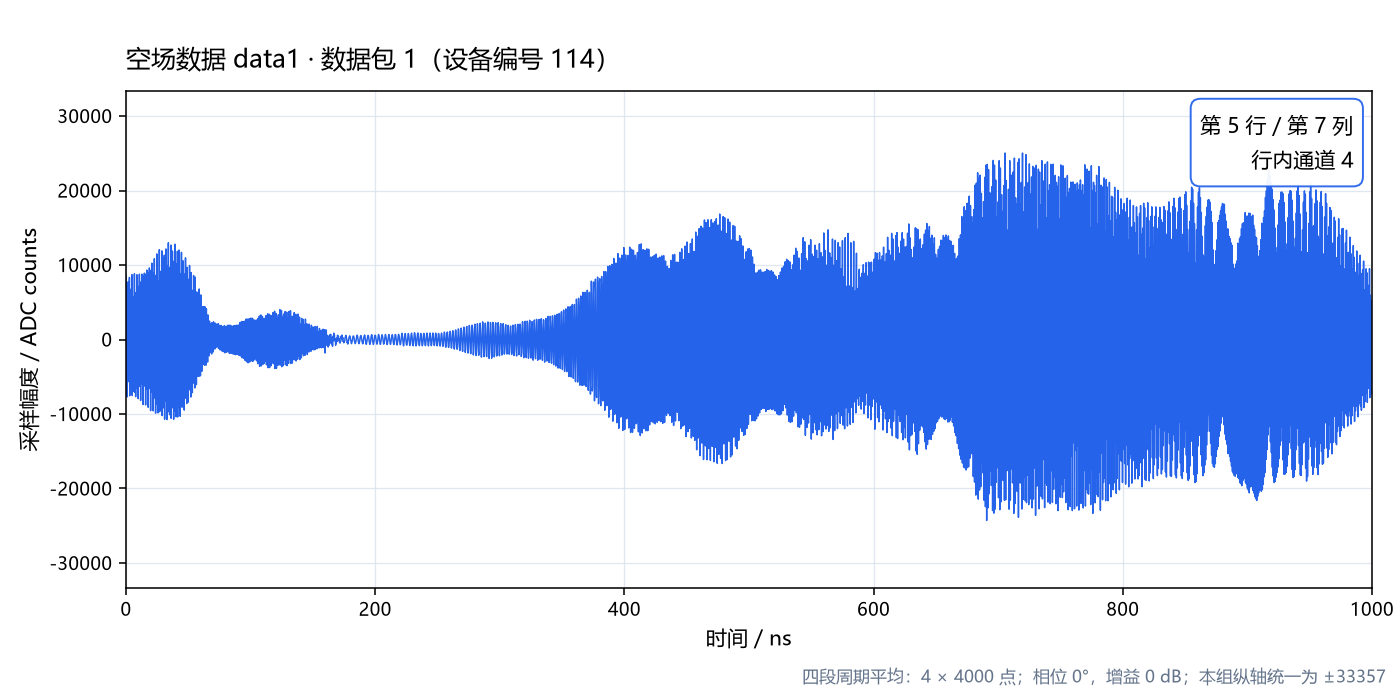 空场数据 data1 · 数据包 1（设备编号 114）
第 5 行 / 第 7 列
行内通道 4
采样幅度 / ADC counts
30000
20000
10000
0
-10000
-20000
-30000
0 200 400 600 800 1000
时间 / ns
四段周期平均：4 × 4000 点；相位 0°，增益 0 dB；本组纵轴统一为 ±33357